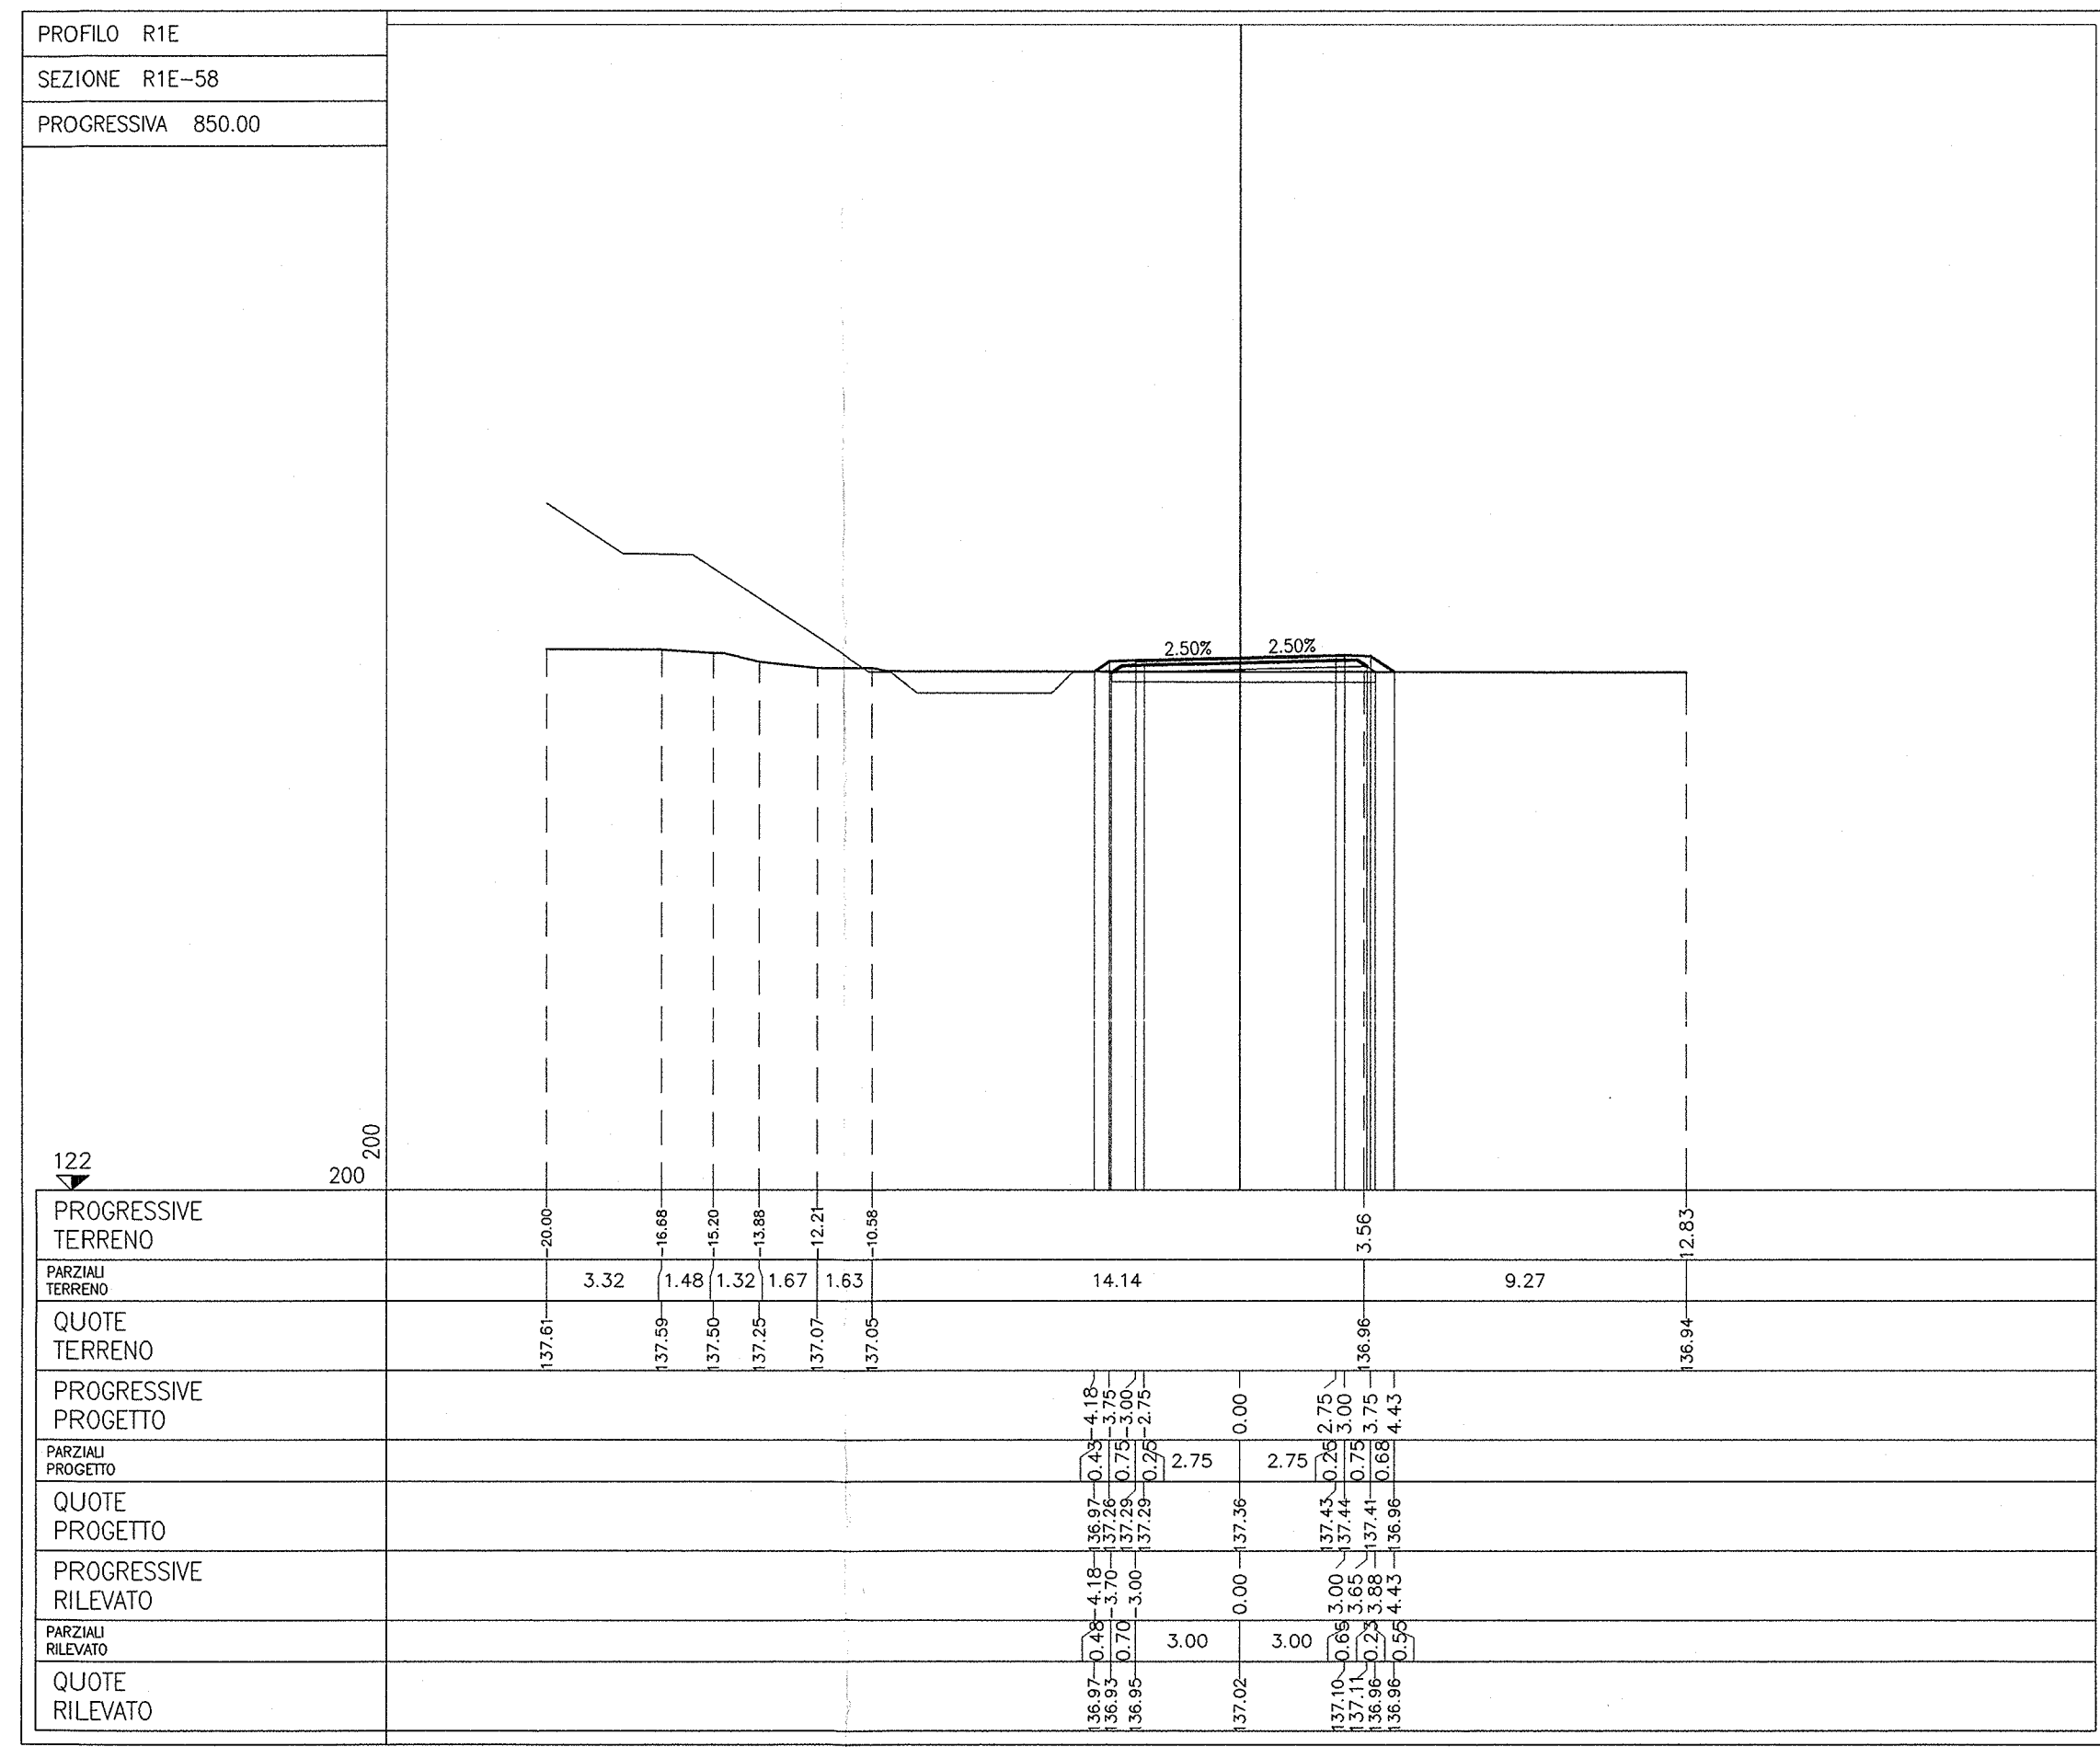 PROFILO R1E
SEZIONE R1E-58
PROGRESSIVA 850.00
2.50% 2.50%
200
122
200
PROGRESSIVE
TERRENO
-20.00 -16.68 -15.20 -13.88 -12.21 -10.58 3.56 12.83
PARZIALI
TERRENO
3.32 1.48 1.32 1.67 1.63 14.14 9.27
QUOTE
TERRENO
137.61 137.59 137.50 137.25 137.07 137.05 136.96 136.94
PROGRESSIVE
PROGETTO
-4.18 -3.75 -3.00 -2.75 0.00 2.75 3.00 3.75 4.43
PARZIALI
PROGETTO
0.43 0.75 0.25 2.75 2.75 0.25 0.75 0.68
QUOTE
PROGETTO
136.97 137.26 137.29 137.29 137.36 137.43 137.44 137.41 136.96
PROGRESSIVE
RILEVATO
-4.18 -3.70 -3.00 0.00 3.00 3.65 3.88 4.43
PARZIALI
RILEVATO
0.48 0.70 3.00 3.00 0.65 0.23 0.55
QUOTE
RILEVATO
136.97 136.93 136.95 137.02 137.10 137.11 136.96 136.96